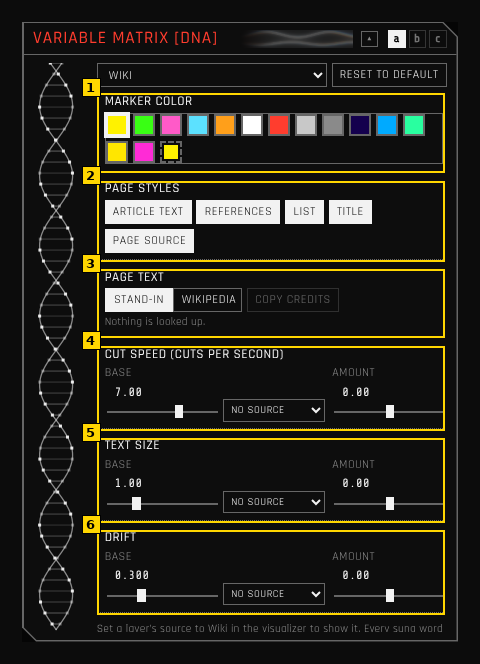 VARIABLE MATRIX [DNA]
a b c
WIKI RESET TO DEFAULT
1
MARKER COLOR
2
PAGE STYLES
ARTICLE TEXT REFERENCES LIST TITLE
PAGE SOURCE
3
PAGE TEXT
STAND-IN WIKIPEDIA COPY CREDITS
Nothing is looked up.
4
CUT SPEED (CUTS PER SECOND)
BASE AMOUNT
7.00 0.00
NO SOURCE
5
TEXT SIZE
BASE AMOUNT
1.00 0.00
NO SOURCE
6
DRIFT
BASE AMOUNT
0.300 0.00
NO SOURCE
Set a layer's source to Wiki in the visualizer to show it. Every sung word